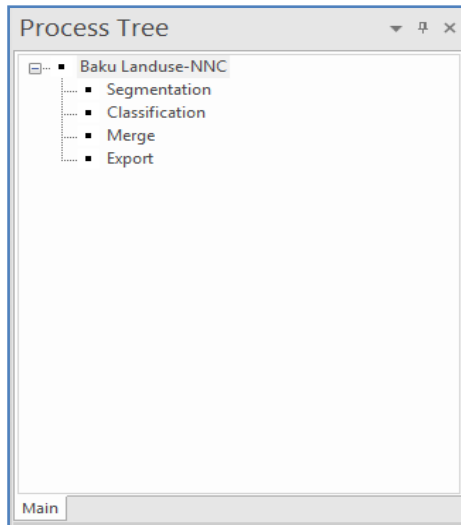 Process Tree
Baku Landuse-NNC
Segmentation
Classification
Merge
Export
Main